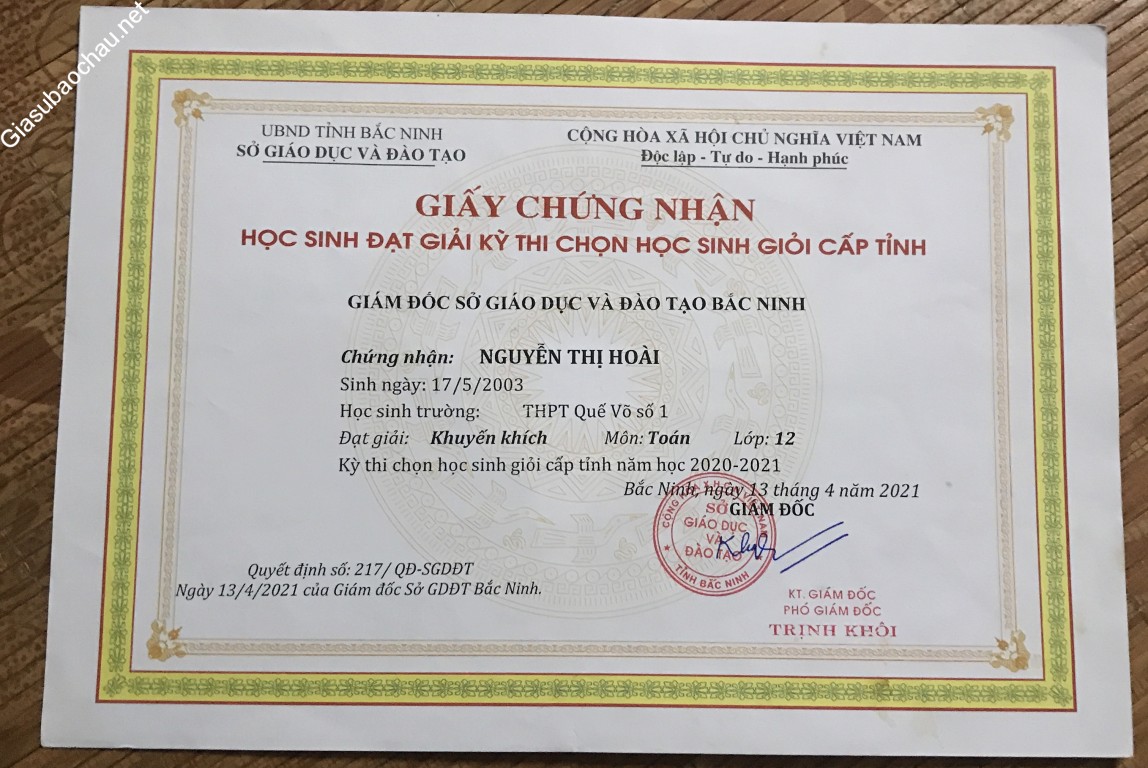 Giasubaochau.net
UBND TỈNH BẮC NINH
SỞ GIÁO DỤC VÀ ĐÀO TẠO
CỘNG HÒA XÃ HỘI CHỦ NGHĨA VIỆT NAM
Độc lập - Tự do - Hạnh phúc
GIẤY CHỨNG NHẬN
HỌC SINH ĐẠT GIẢI KỲ THI CHỌN HỌC SINH GIỎI CẤP TỈNH
GIÁM ĐỐC SỞ GIÁO DỤC VÀ ĐÀO TẠO BẮC NINH
Chứng nhận: NGUYỄN THỊ HOÀI
Sinh ngày: 17/5/2003
Học sinh trường: THPT Quế Võ số 1
Đạt giải: Khuyến khích Môn: Toán Lớp: 12
Kỳ thi chọn học sinh giỏi cấp tỉnh năm học 2020-2021
Bắc Ninh, ngày 13 tháng 4 năm 2021
GIÁM ĐỐC
SỞ
GIÁO DỤC
VÀ
ĐÀO TẠO
TỈNH BẮC NINH
Quyết định số: 217/ QĐ-SGDĐT
Ngày 13/4/2021 của Giám đốc Sở GDĐT Bắc Ninh.
KT. GIÁM ĐỐC
PHÓ GIÁM ĐỐC
TRỊNH KHÔI